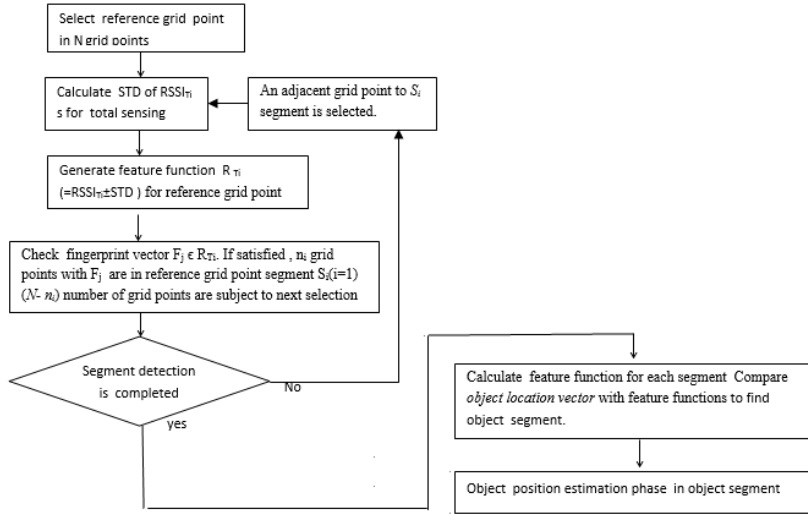 Select reference grid point
in N grid points
Calculate STD of RSSI_Ti
s for total sensing
An adjacent grid point to S_i
segment is selected.
Generate feature function R_Ti
(=RSSI_Ti±STD ) for reference grid point
Check fingerprint vector F_j ϵ R_Ti. If satisfied , n_i grid
points with F_j are in reference grid point segment S_i(i=1)
(N- n_i) number of grid points are subject to next selection
Segment detection
is completed
No
yes
Calculate feature function for each segment Compare
object location vector with feature functions to find
object segment.
Object position estimation phase in object segment